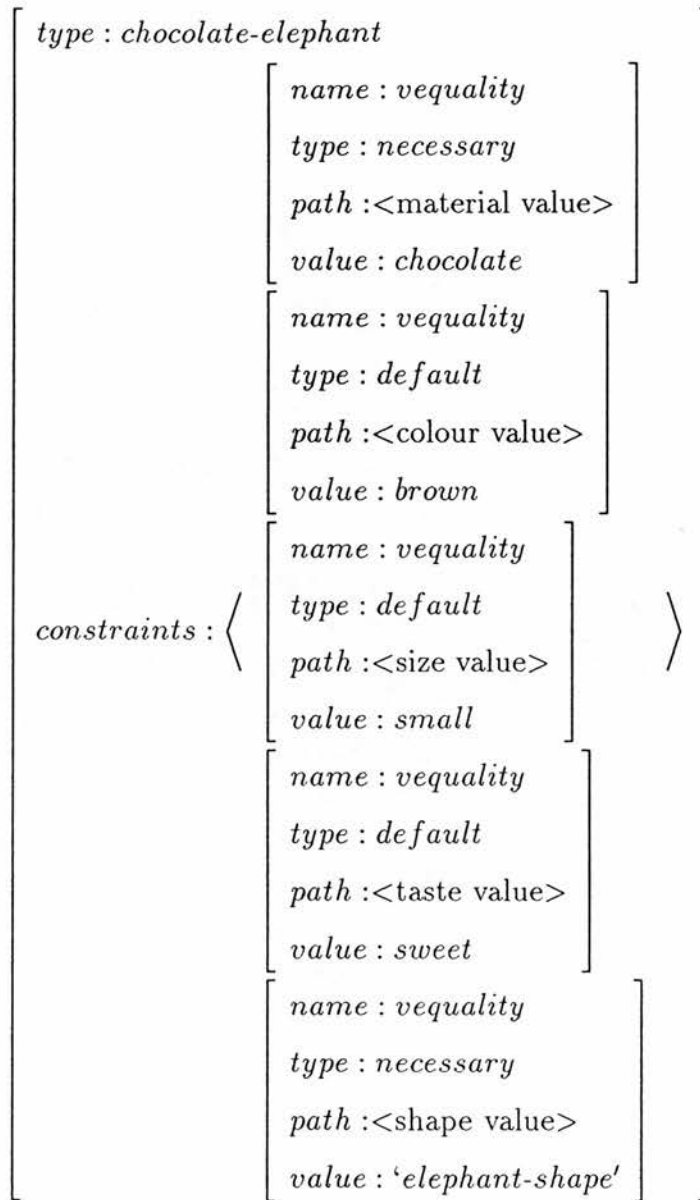 type : chocolate-elephant
name : vequality
type : necessary
path :<material value>
value : chocolate
name : vequality
type : default
path :<colour value>
value : brown
name : vequality
type : default
constraints : ⟨ ⟩
path :<size value>
value : small
name : vequality
type : default
path :<taste value>
value : sweet
name : vequality
type : necessary
path :<shape value>
value : ‘elephant-shape’